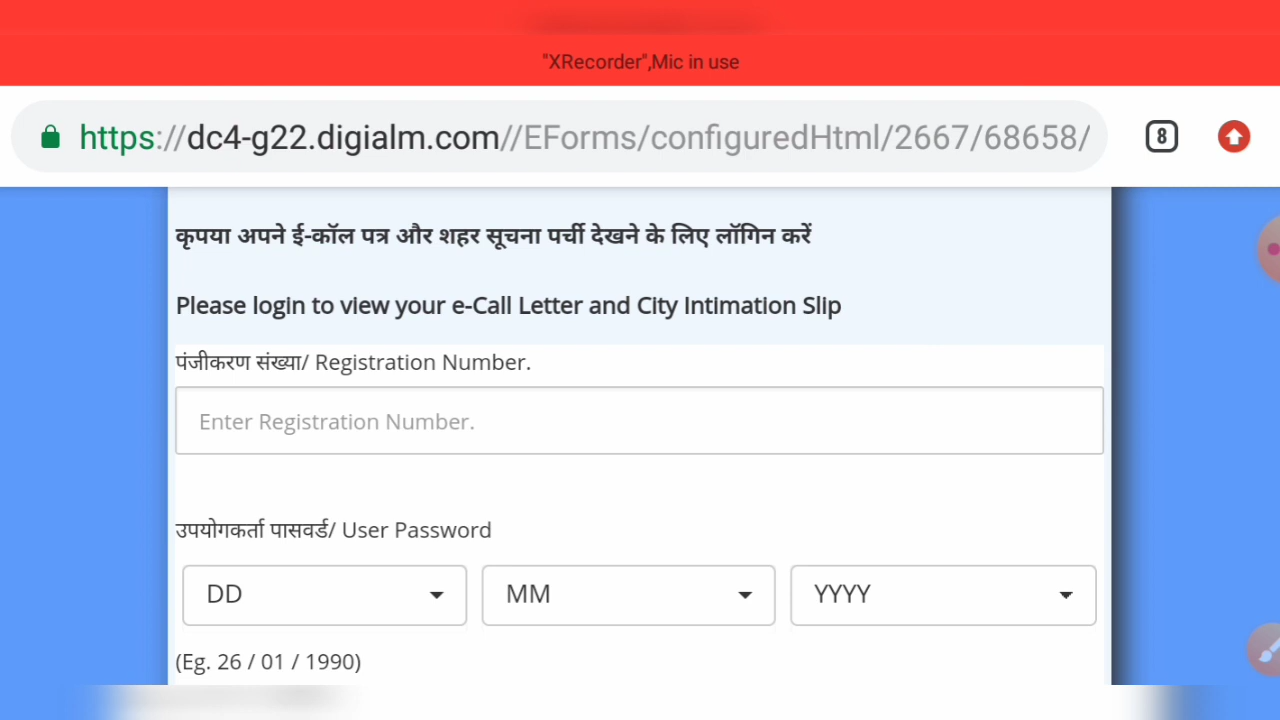 "XRecorder",Mic in use
https://dc4-g22.digialm.com//EForms/configuredHtml/2667/68658/
8
कृपया अपने ई-कॉल पत्र और शहर सूचना पर्ची देखने के लिए लॉगिन करें
Please login to view your e-Call Letter and City Intimation Slip
पंजीकरण संख्या/ Registration Number.
Enter Registration Number.
उपयोगकर्ता पासवर्ड/ User Password
DD MM YYYY
(Eg. 26 / 01 / 1990)